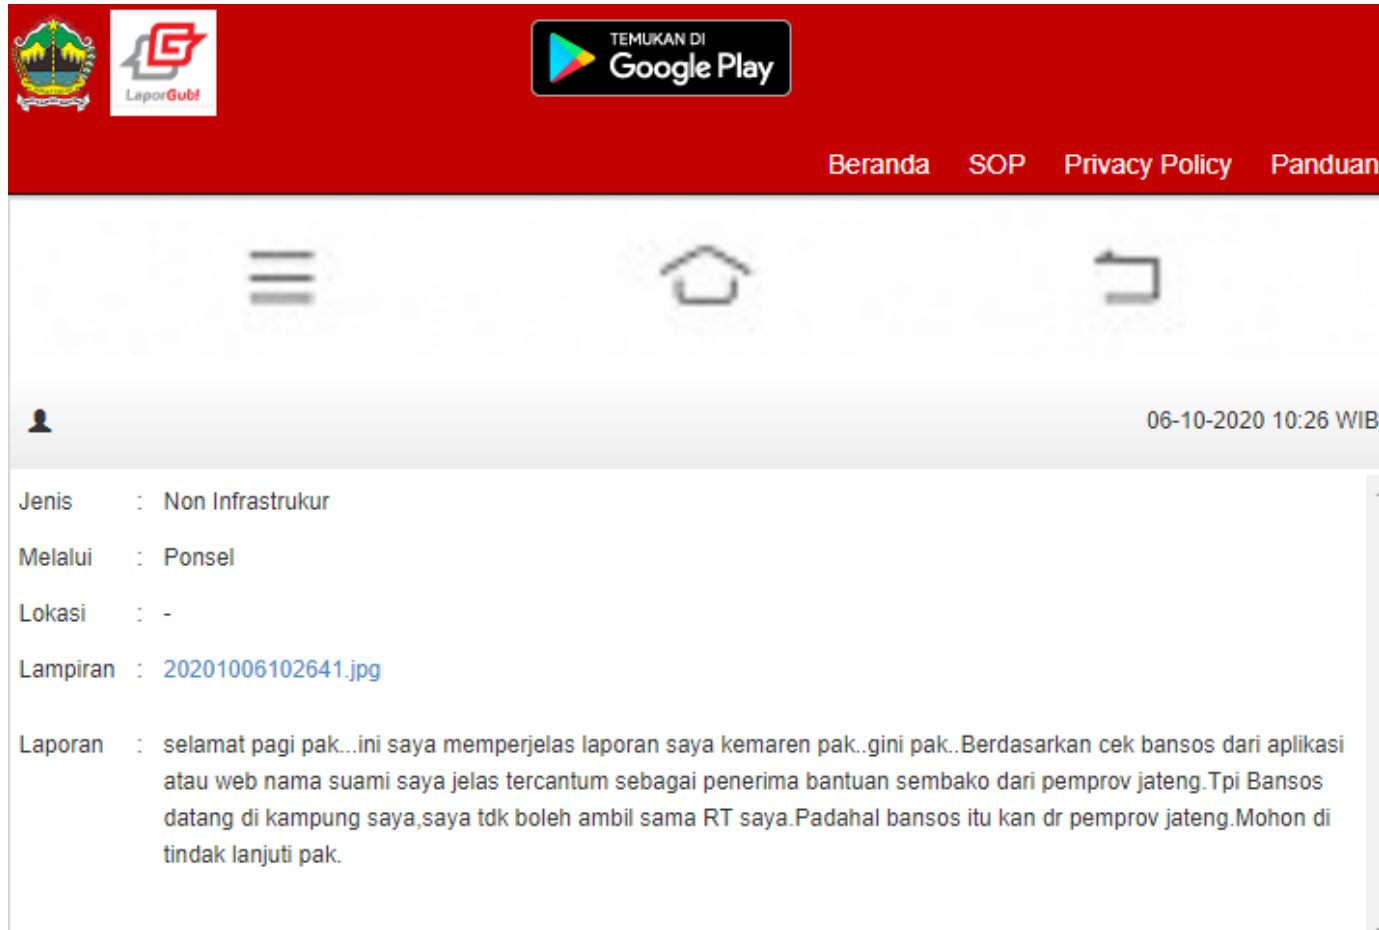 LaporGub!
TEMUKAN DI
Google Play
Beranda SOP Privacy Policy Panduan
06-10-2020 10:26 WIB
Jenis : Non Infrastrukur
Melalui : Ponsel
Lokasi : -
Lampiran : 20201006102641.jpg
Laporan : selamat pagi pak...ini saya memperjelas laporan saya kemaren pak..gini pak..Berdasarkan cek bansos dari aplikasi
atau web nama suami saya jelas tercantum sebagai penerima bantuan sembako dari pemprov jateng.Tpi Bansos
datang di kampung saya,saya tdk boleh ambil sama RT saya.Padahal bansos itu kan dr pemprov jateng.Mohon di
tindak lanjuti pak.